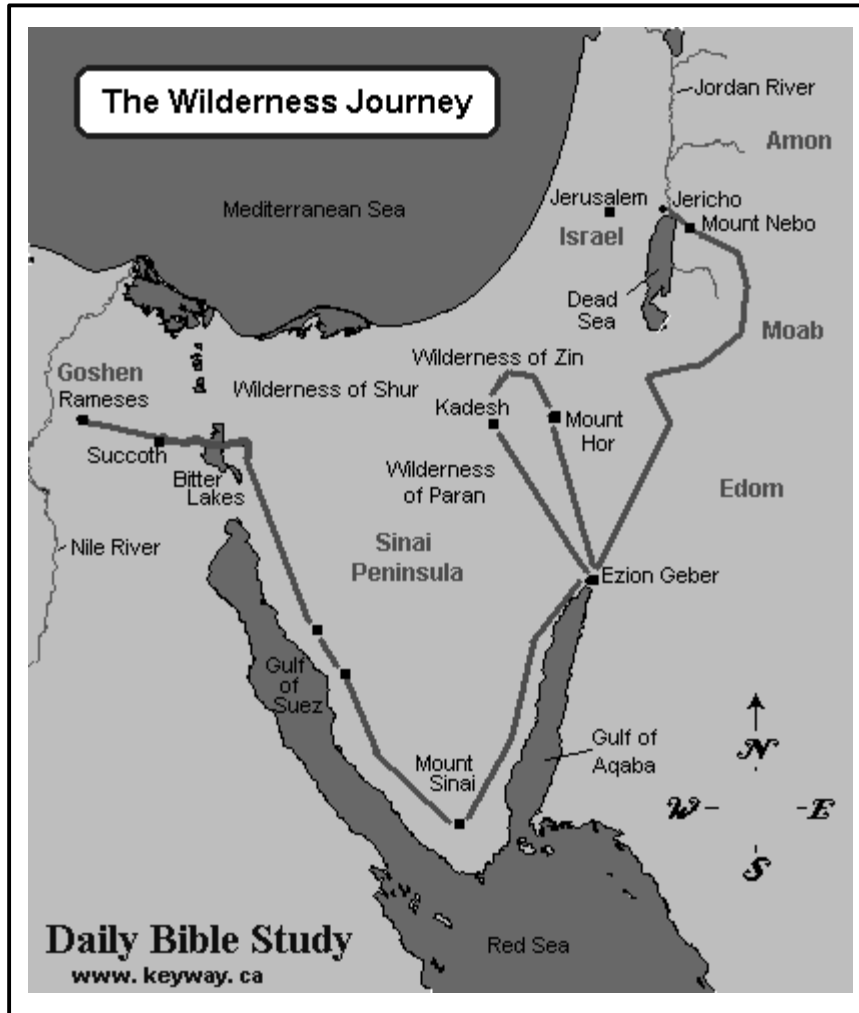 The Wilderness Journey
Jordan River
Amon
Mediterranean Sea
Jerusalem
Jericho
Mount Nebo
Israel
Dead
Sea
Moab
Goshen
Rameses
Wilderness of Shur
Wilderness of Zin
Kadesh
Mount
Hor
Succoth
Bitter
Lakes
Wilderness
of Paran
Edom
Nile River
Sinai
Peninsula
Ezion Geber
Gulf
of
Suez
Mount
Sinai
Gulf of
Aqaba
N
W
E
S
Red Sea
Daily Bible Study
www.keyway.ca